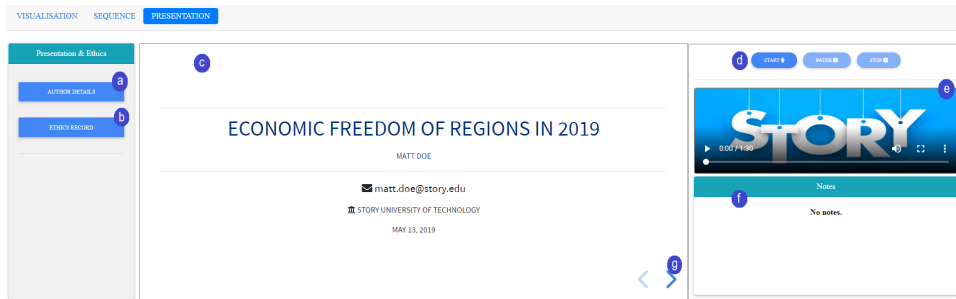 VISUALISATION SEQUENCE PRESENTATION
Presentation & Ethics
a
AUTHOR DETAILS
b
ETHICS RECORD
c
ECONOMIC FREEDOM OF REGIONS IN 2019
MATT DOE
matt.doe@story.edu
STORY UNIVERSITY OF TECHNOLOGY
MAY 13, 2019
g
d
START PAUSE STOP
e
STORY
0:00 / 1:30
Notes
f
No notes.